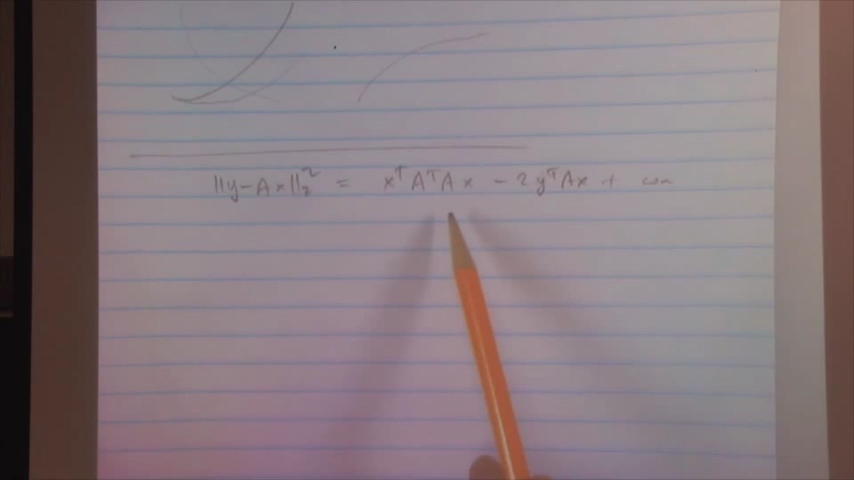 ||y-Ax||₂² = xᵀAᵀAx - 2yᵀAx + con